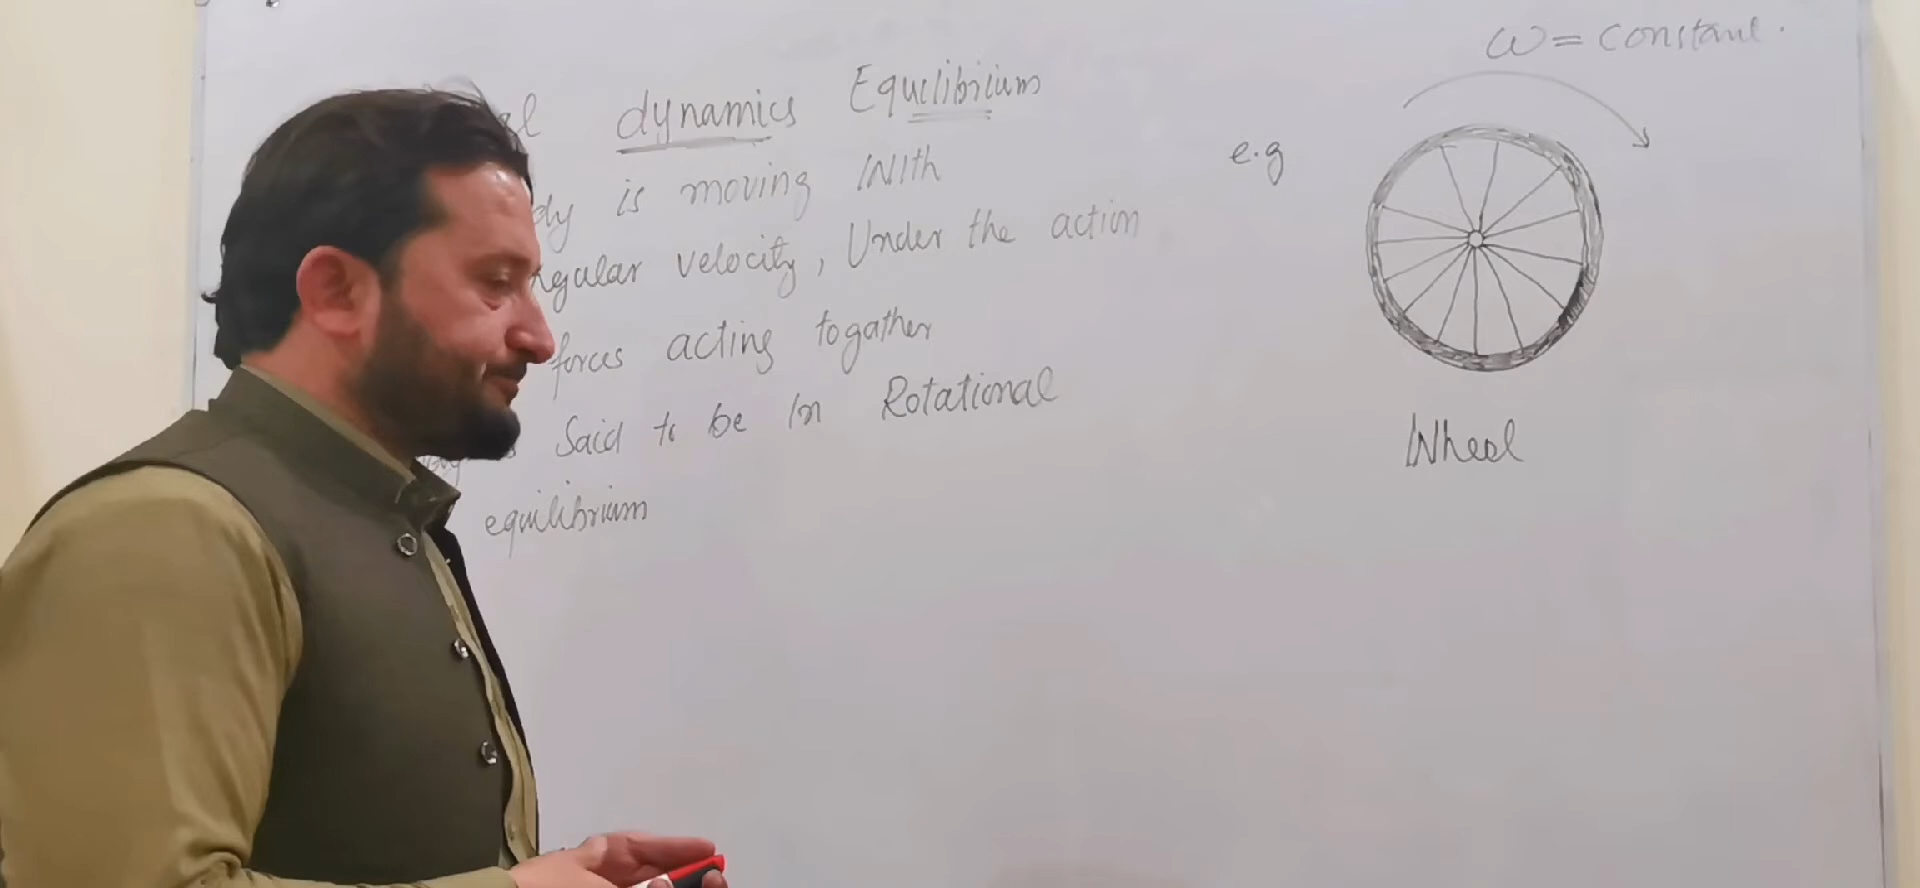 dynamics Equilibrium
is moving With
velocity, Under the action
forces acting togather
Said to be In Rotational
equilibrium
ω = constant.
e.g
Wheel